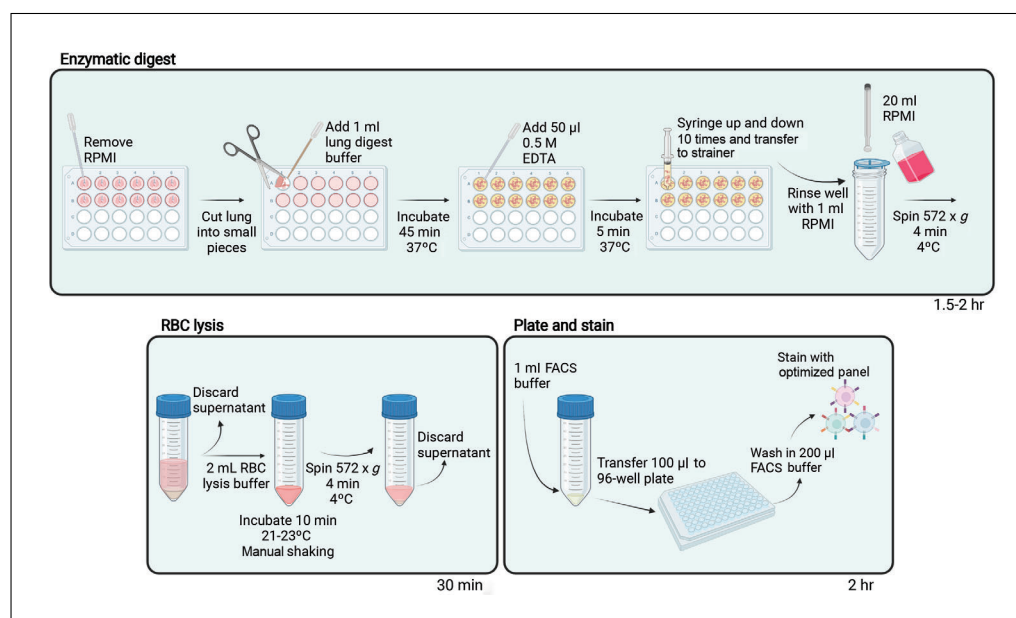 Enzymatic digest
Remove
RPMI
Cut lung
into small
pieces
Add 1 ml
lung digest
buffer
Incubate
45 min
37ºC
Add 50 µl
0.5 M
EDTA
Incubate
5 min
37ºC
Syringe up and down
10 times and transfer
to strainer
Rinse well
with 1 ml
RPMI
20 ml
RPMI
Spin 572 x g
4 min
4ºC
1.5-2 hr
RBC lysis
Discard
supernatant
2 mL RBC
lysis buffer
Incubate 10 min
21-23ºC
Manual shaking
Spin 572 x g
4 min
4ºC
Discard
supernatant
30 min
Plate and stain
1 ml FACS
buffer
Transfer 100 µl to
96-well plate
Wash in 200 µl
FACS buffer
Stain with
optimized panel
2 hr